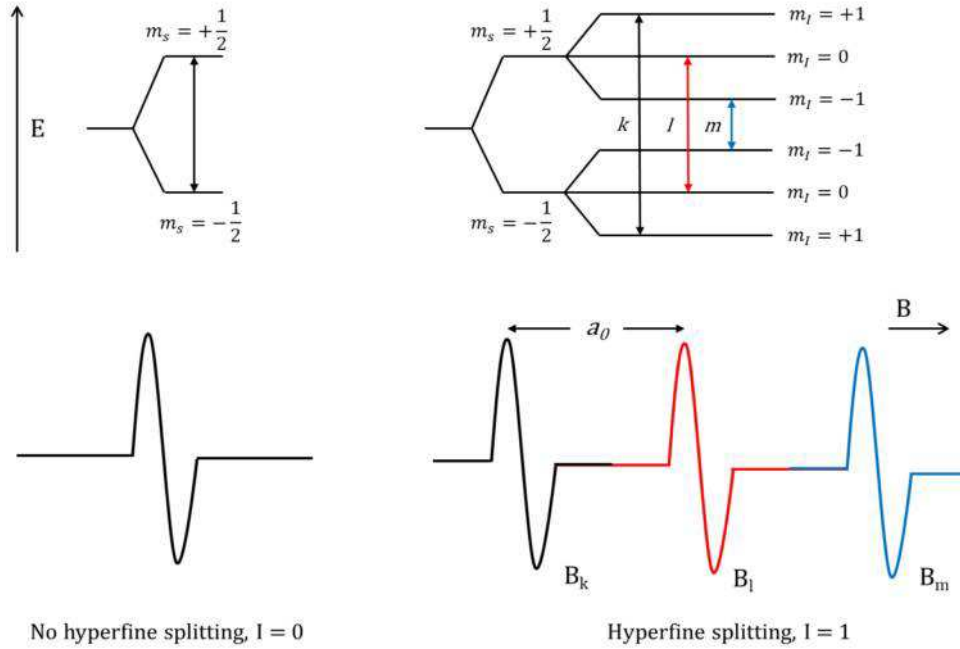 E
m_s = +1/2
m_s = −1/2
m_s = +1/2
m_s = −1/2
k
l
m
m_I = +1
m_I = 0
m_I = −1
m_I = −1
m_I = 0
m_I = +1
a_0
B
B_k
B_l
B_m
No hyperfine splitting, I = 0
Hyperfine splitting, I = 1